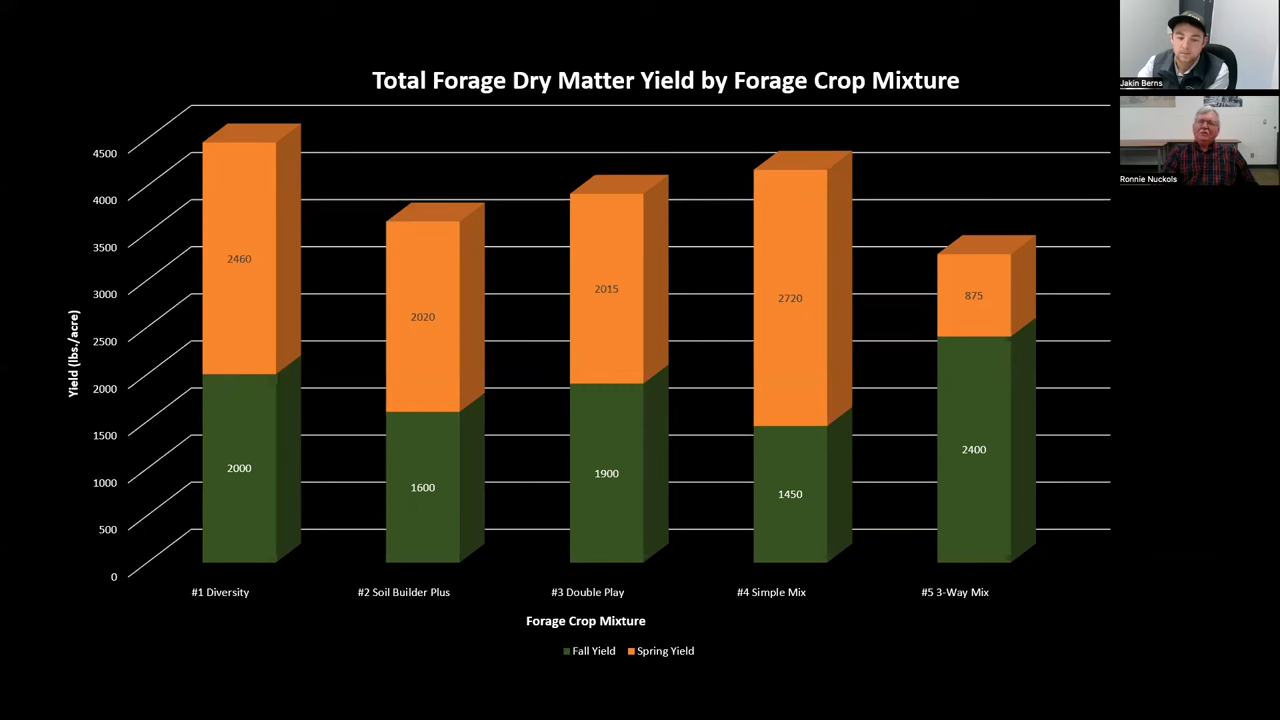 Total Forage Dry Matter Yield by Forage Crop Mixture
Jakin Berns
Ronnie Nuckols
Yield (lbs./acre)
4500
4000
3500
3000
2500
2000
1500
1000
500
0
2460
2000
2020
1600
2015
1900
2720
1450
875
2400
#1 Diversity
#2 Soil Builder Plus
#3 Double Play
#4 Simple Mix
#5 3-Way Mix
Forage Crop Mixture
Fall Yield
Spring Yield